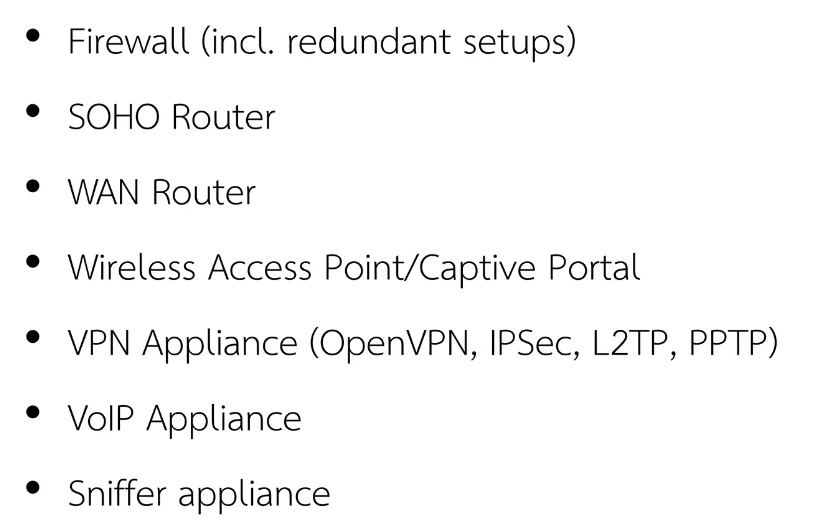 • Firewall (incl. redundant setups)
• SOHO Router
• WAN Router
• Wireless Access Point/Captive Portal
• VPN Appliance (OpenVPN, IPSec, L2TP, PPTP)
• VoIP Appliance
• Sniffer appliance